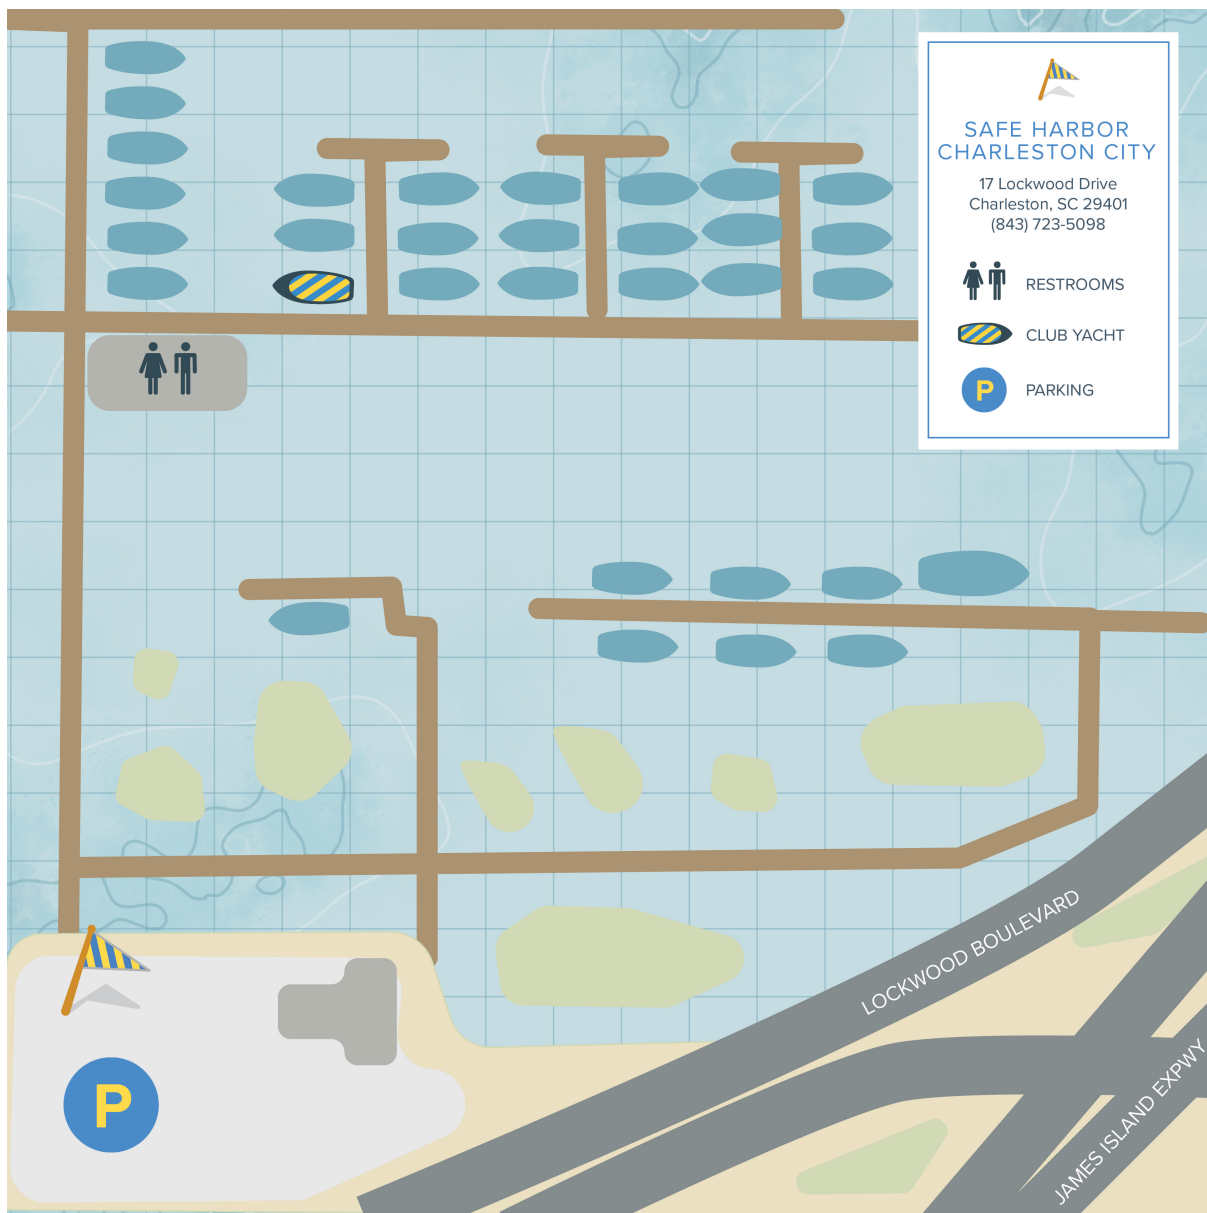 SAFE HARBOR
CHARLESTON CITY
17 Lockwood Drive
Charleston, SC 29401
(843) 723-5098
RESTROOMS
CLUB YACHT
P PARKING
LOCKWOOD BOULEVARD
JAMES ISLAND EXPWY
P